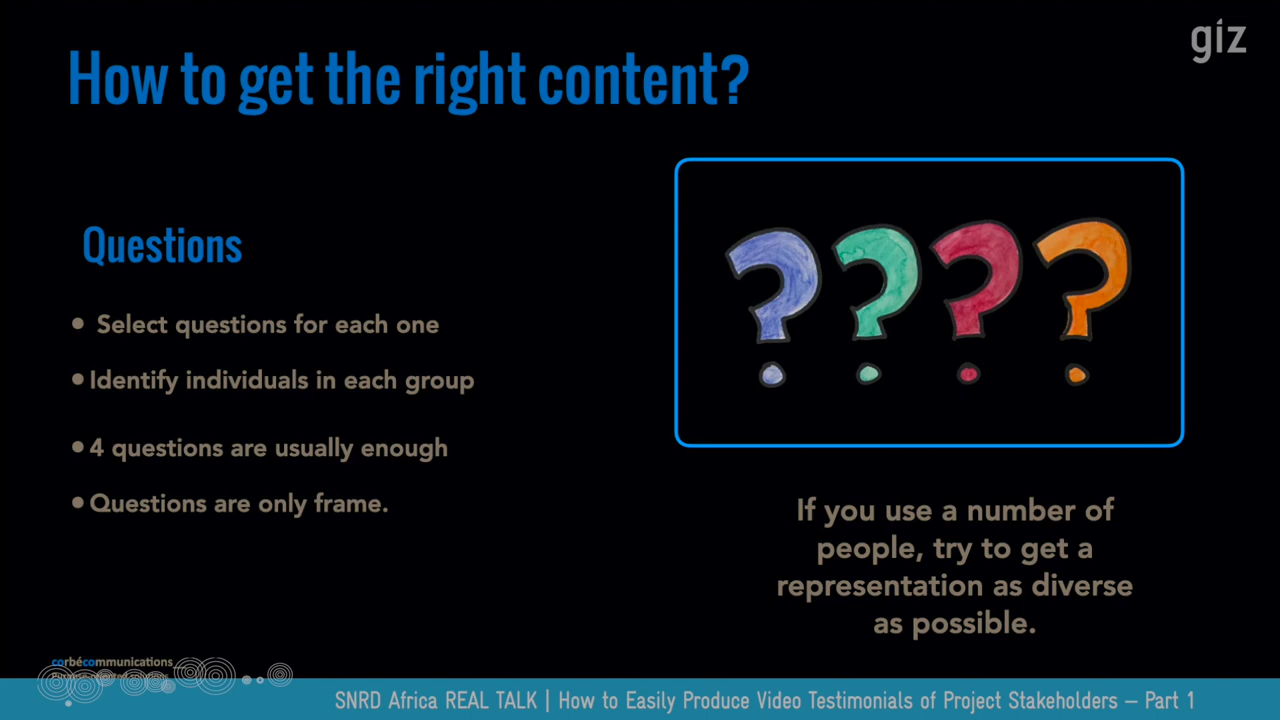 giz
How to get the right content?
Questions
• Select questions for each one
• Identify individuals in each group
• 4 questions are usually enough
• Questions are only frame.
If you use a number of
people, try to get a
representation as diverse
as possible.
corbécommunications_
SNRD Africa REAL TALK | How to Easily Produce Video Testimonials of Project Stakeholders – Part 1